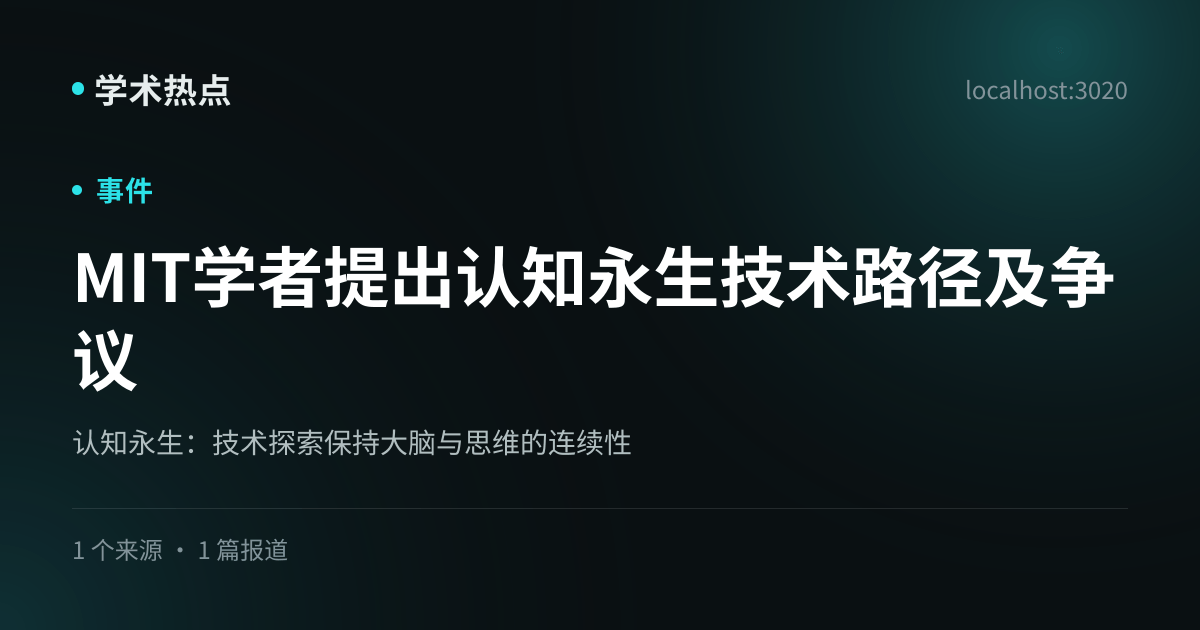 学术热点
localhost:3020
事件
MIT学者提出认知永生技术路径及争
议
认知永生：技术探索保持大脑与思维的连续性
1 个来源 · 1 篇报道